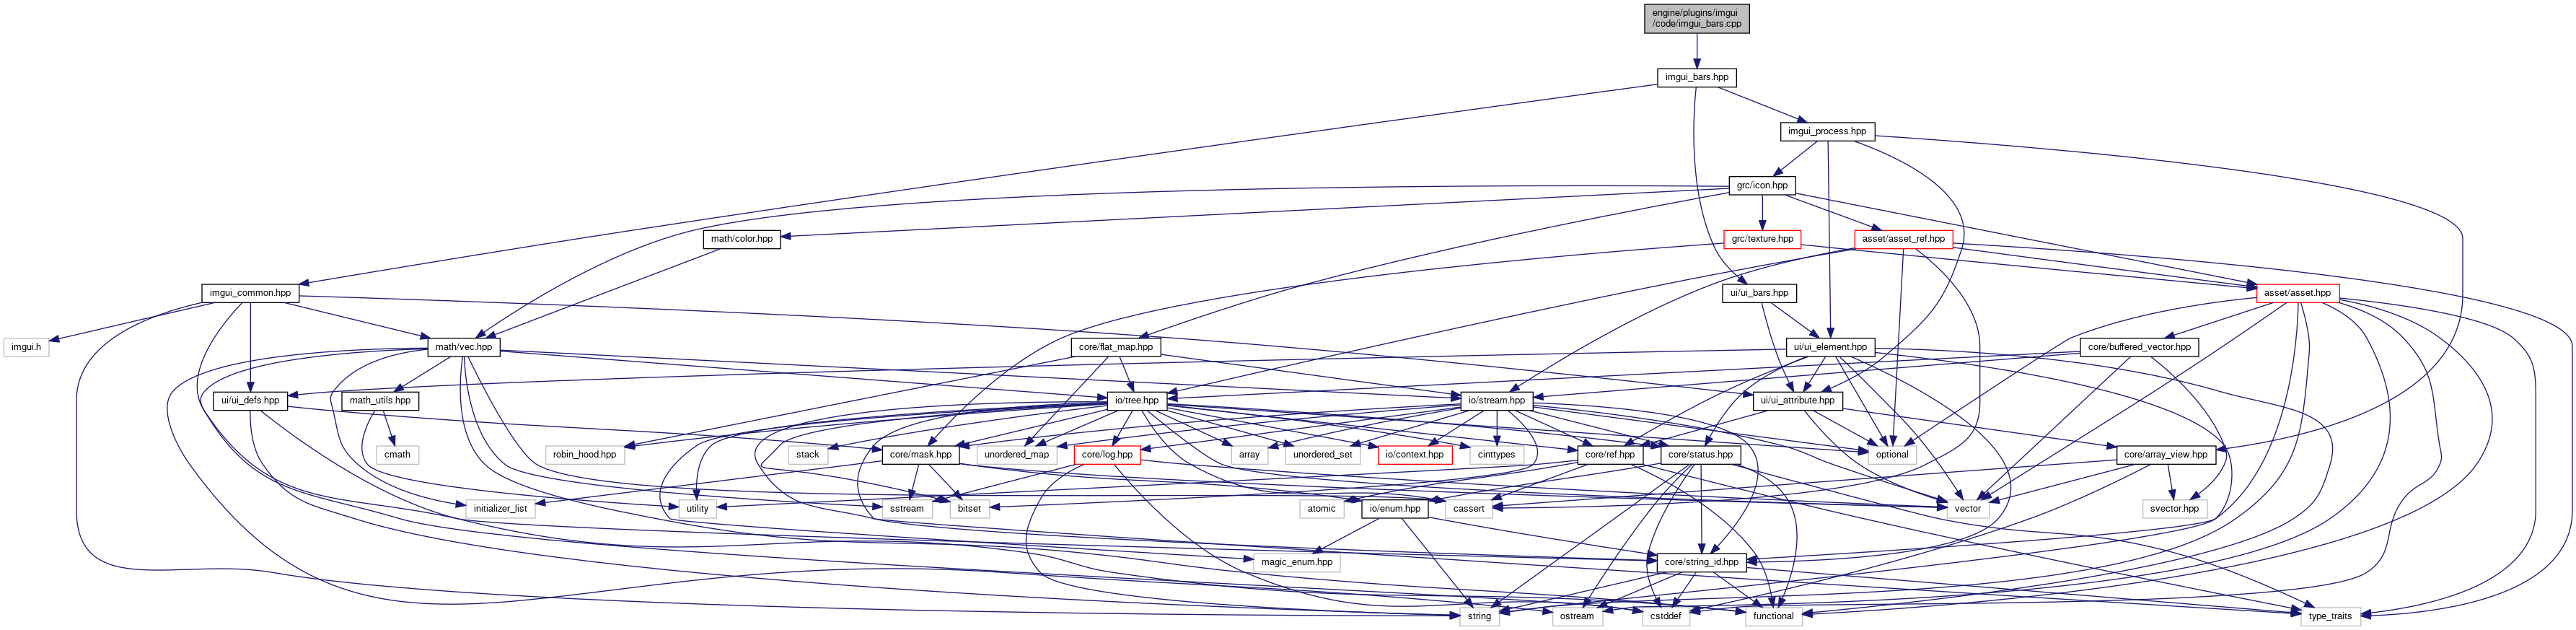 engine/plugins/imgui
/code/imgui_bars.cpp
imgui_bars.hpp
imgui_process.hpp
grc/icon.hpp
math/color.hpp
grc/texture.hpp
asset/asset_ref.hpp
imgui_common.hpp
ui/ui_bars.hpp
asset/asset.hpp
imgui.h
math/vec.hpp
core/flat_map.hpp
ui/ui_element.hpp
core/buffered_vector.hpp
ui/ui_defs.hpp
math_utils.hpp
io/tree.hpp
io/stream.hpp
ui/ui_attribute.hpp
cmath
robin_hood.hpp
stack
core/mask.hpp
unordered_map
core/log.hpp
array
unordered_set
io/context.hpp
cinttypes
core/ref.hpp
core/status.hpp
optional
core/array_view.hpp
initializer_list
utility
sstream
bitset
atomic
io/enum.hpp
cassert
vector
svector.hpp
magic_enum.hpp
core/string_id.hpp
string
ostream
cstddef
functional
type_traits